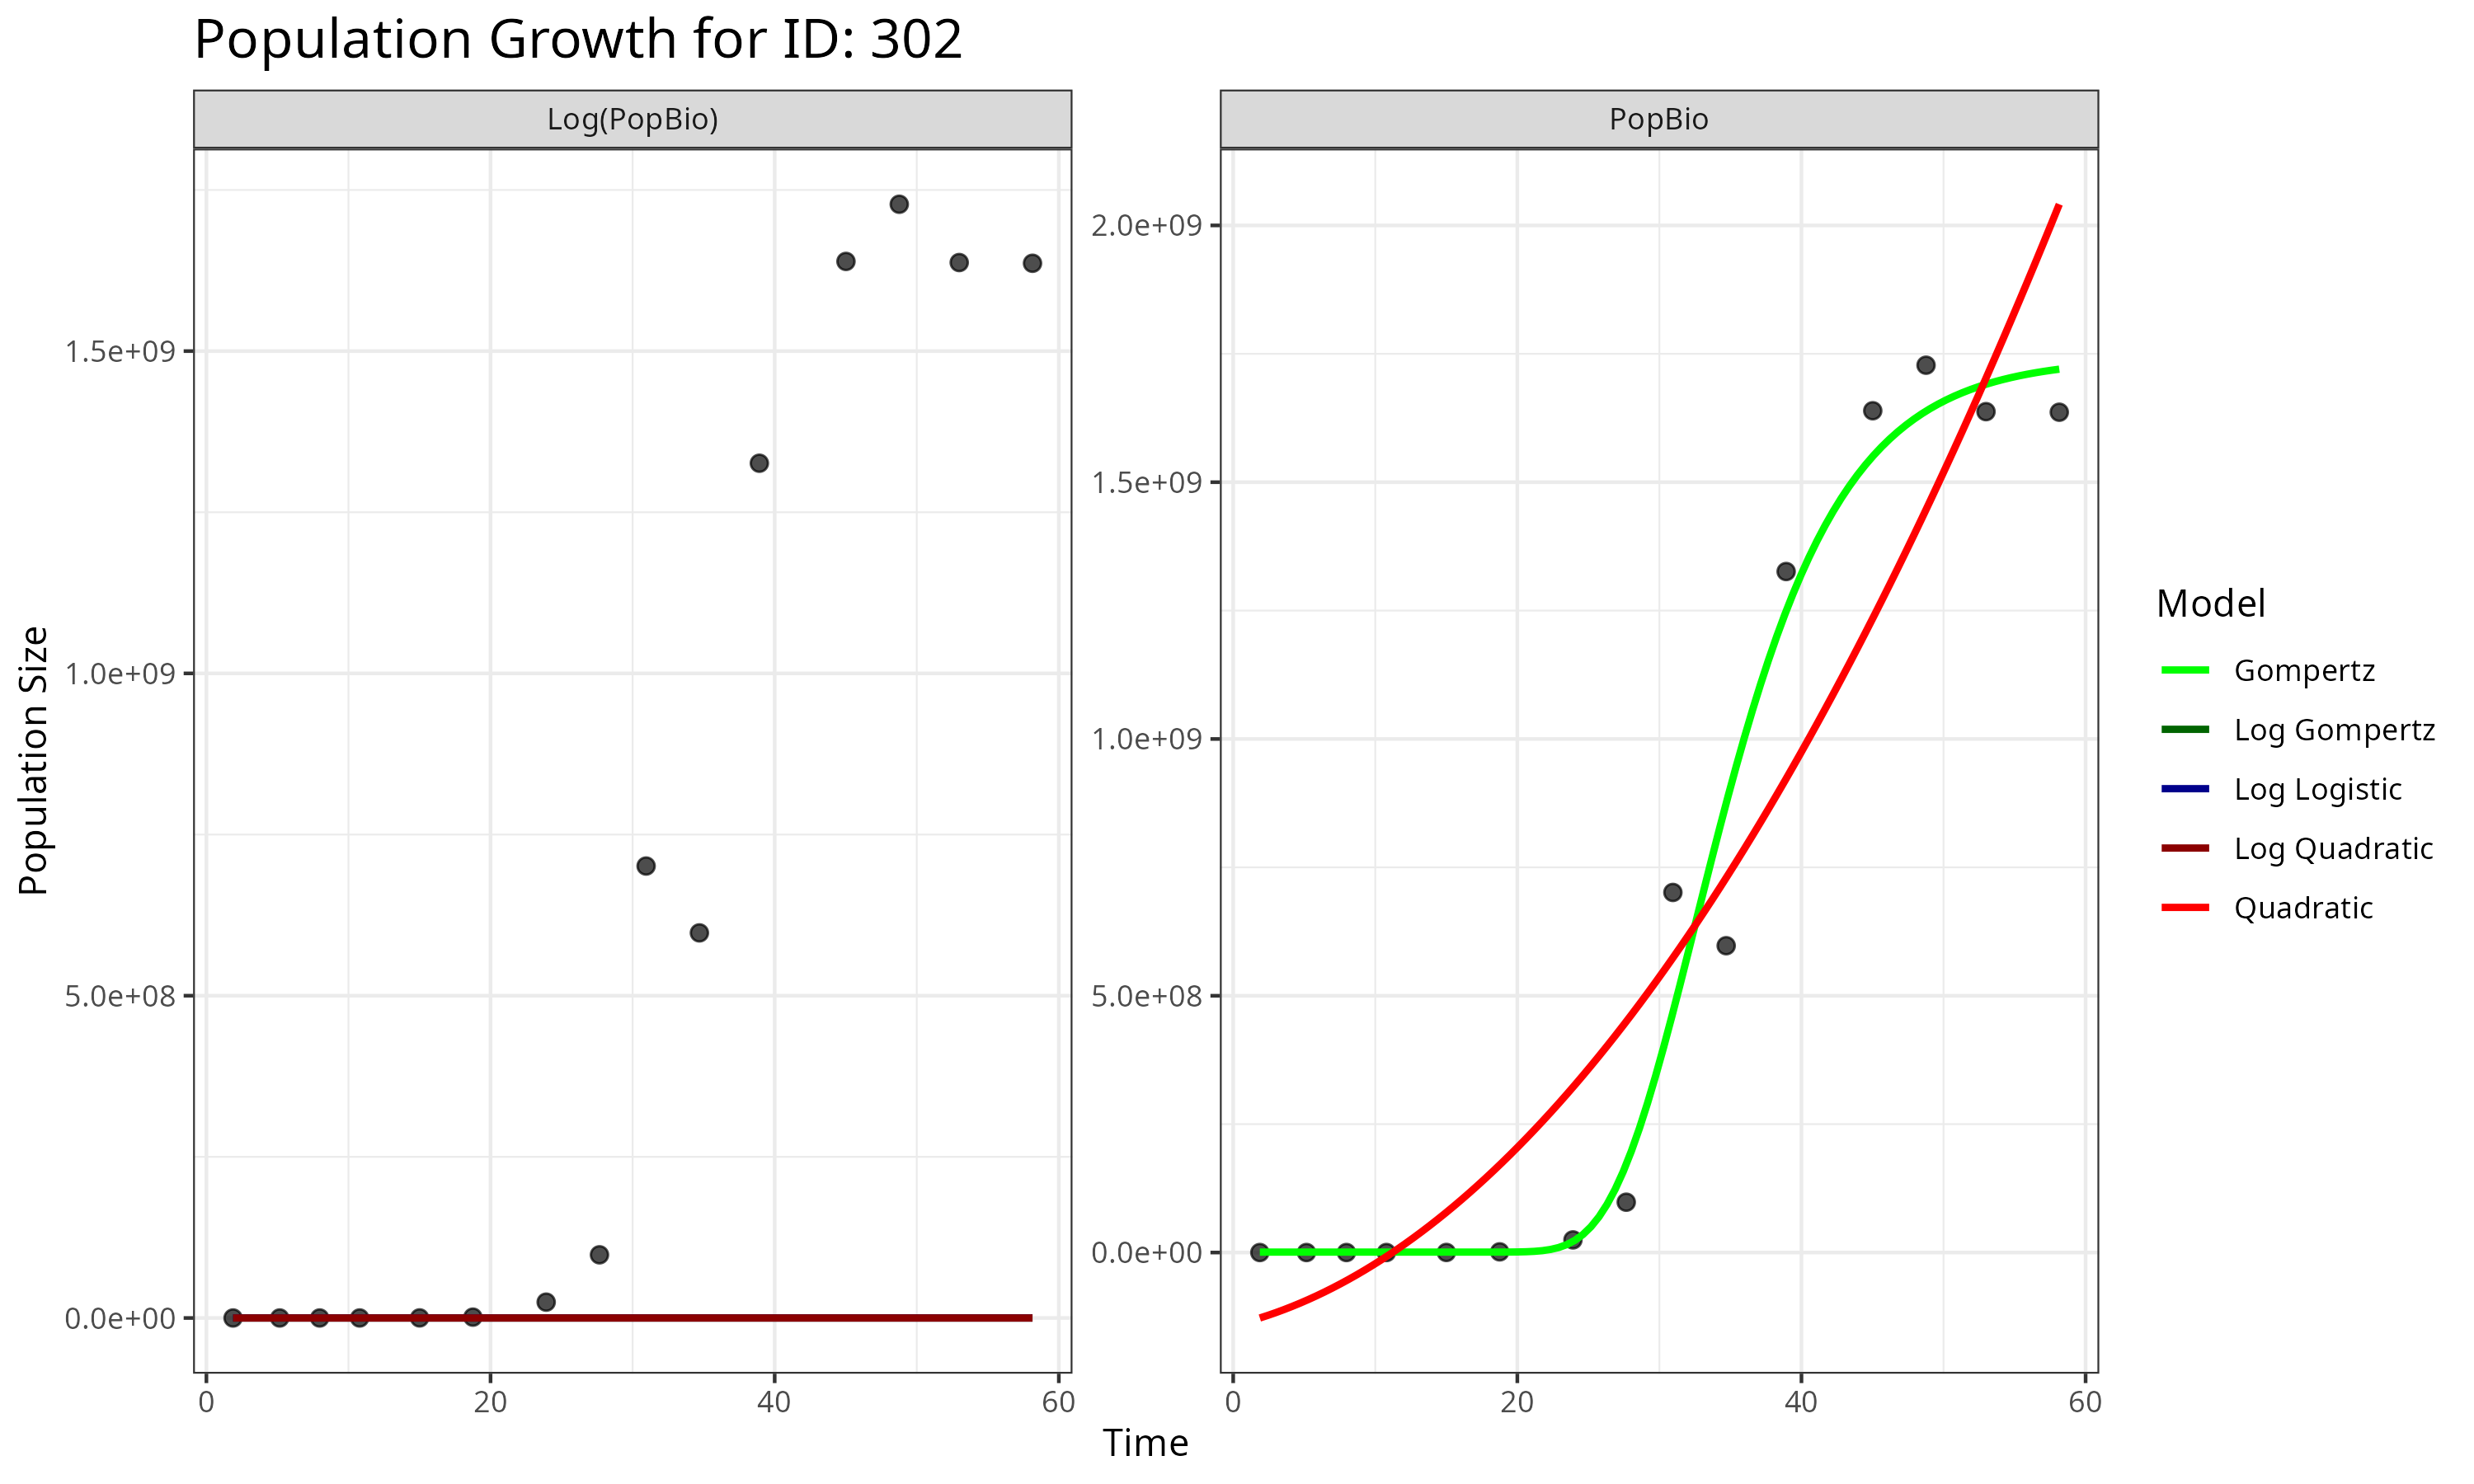 Population Growth for ID: 302
Log(PopBio)
PopBio
Population Size
1.5e+09
1.0e+09
5.0e+08
0.0e+00
0
20
40
60
2.0e+09
1.5e+09
1.0e+09
5.0e+08
0.0e+00
0
20
40
60
Time
Model
Gompertz
Log Gompertz
Log Logistic
Log Quadratic
Quadratic